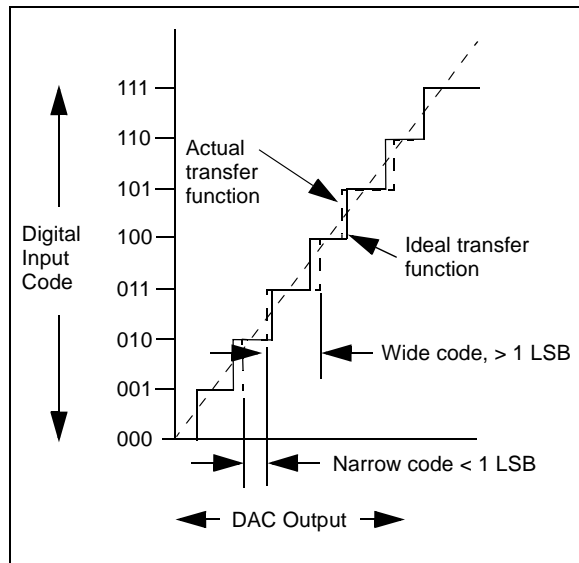 111
110
Actual
transfer
function
101
Digital
Input
Code
100
Ideal transfer
function
011
010
Wide code, > 1 LSB
001
000
Narrow code < 1 LSB
DAC Output